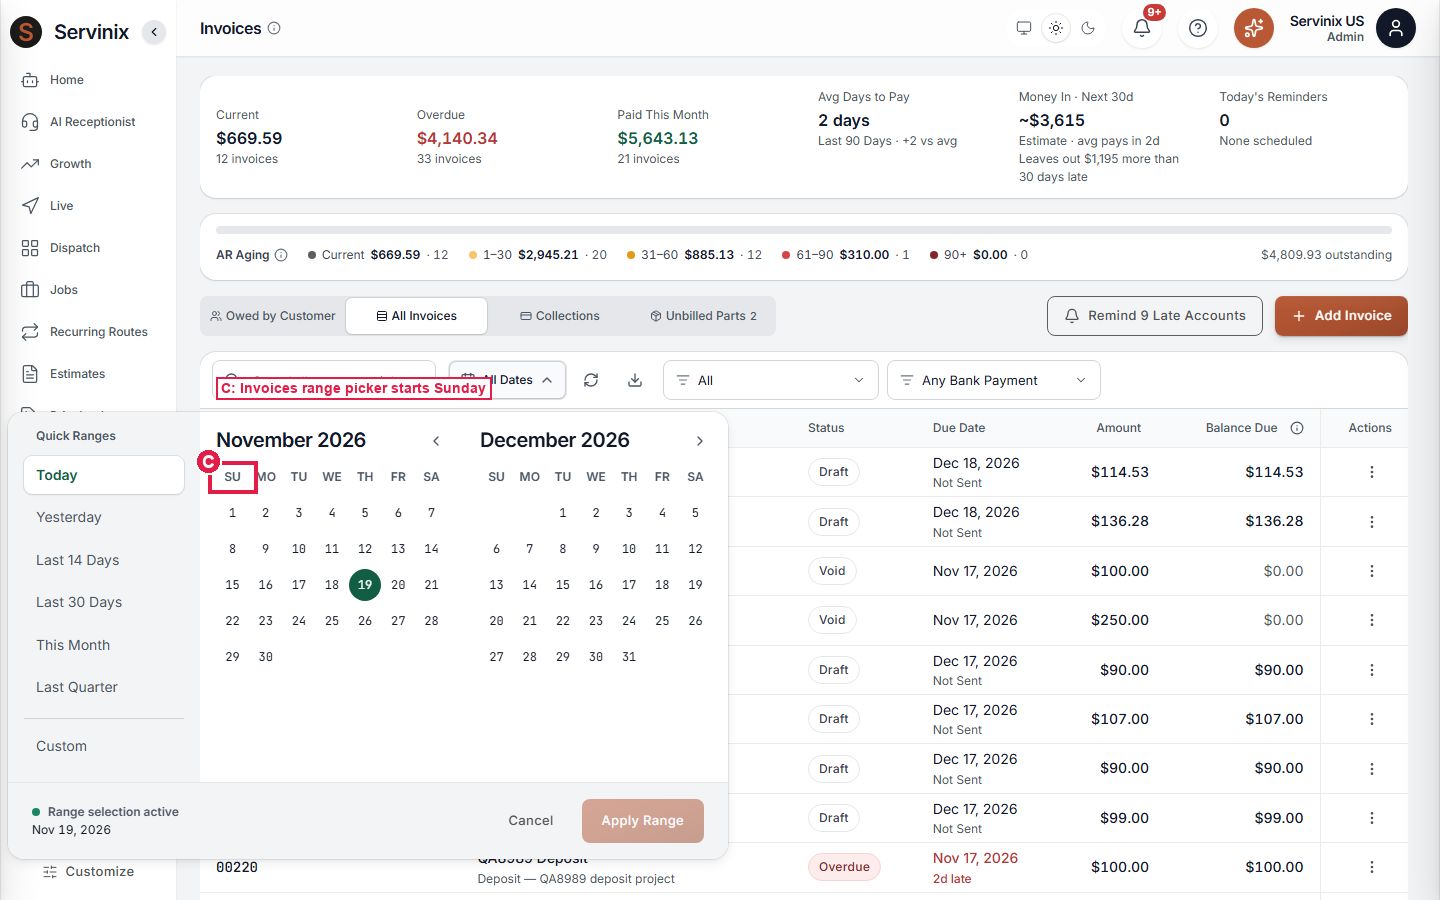 Servinix
Invoices
9+
Servinix US
Admin
Home
AI Receptionist
Growth
Live
Dispatch
Jobs
Recurring Routes
Estimates
Current
$669.59
12 invoices
Overdue
$4,140.34
33 invoices
Paid This Month
$5,643.13
21 invoices
Avg Days to Pay
2 days
Last 90 Days · +2 vs avg
Money In · Next 30d
~$3,615
Estimate · avg pays in 2d
Leaves out $1,195 more than
30 days late
Today's Reminders
0
None scheduled
AR Aging Current $669.59 · 12 1–30 $2,945.21 · 20 31–60 $885.13 · 12 61–90 $310.00 · 1 90+ $0.00 · 0 $4,809.93 outstanding
Owed by Customer All Invoices Collections Unbilled Parts 2
Remind 9 Late Accounts
+ Add Invoice
C: Invoices range picker starts Sunday
All Dates
All
Any Bank Payment
Quick Ranges
Today
Yesterday
Last 14 Days
Last 30 Days
This Month
Last Quarter
Custom
C
November 2026
SU MO TU WE TH FR SA
1 2 3 4 5 6 7
8 9 10 11 12 13 14
15 16 17 18 19 20 21
22 23 24 25 26 27 28
29 30
December 2026
SU MO TU WE TH FR SA
1 2 3 4 5
6 7 8 9 10 11 12
13 14 15 16 17 18 19
20 21 22 23 24 25 26
27 28 29 30 31
Range selection active
Nov 19, 2026
Cancel
Apply Range
Status Due Date Amount Balance Due Actions
Draft Dec 18, 2026 $114.53 $114.53
Not Sent
Draft Dec 18, 2026 $136.28 $136.28
Not Sent
Void Nov 17, 2026 $100.00 $0.00
Void Nov 17, 2026 $250.00 $0.00
Draft Dec 17, 2026 $90.00 $90.00
Not Sent
Draft Dec 17, 2026 $107.00 $107.00
Not Sent
Draft Dec 17, 2026 $90.00 $90.00
Not Sent
Draft Dec 17, 2026 $99.00 $99.00
Not Sent
00220 QA8989 Deposit Overdue Nov 17, 2026 $100.00 $100.00
Deposit — QA8989 deposit project 2d late
Customize